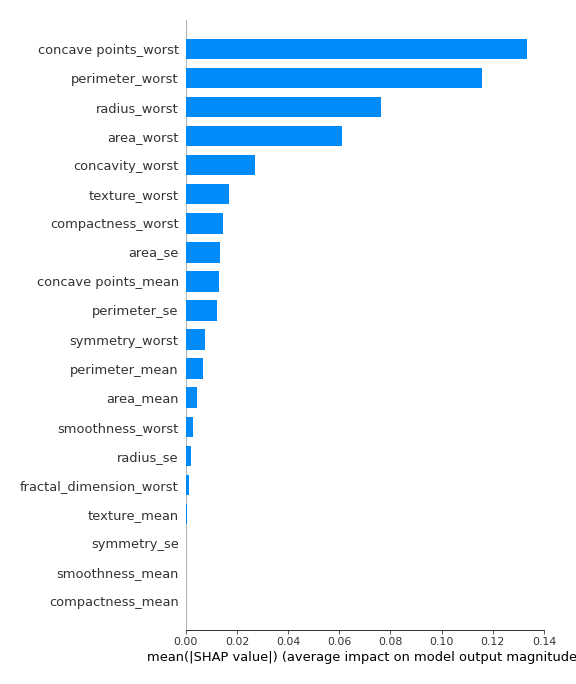 concave points_worst
perimeter_worst
radius_worst
area_worst
concavity_worst
texture_worst
compactness_worst
area_se
concave points_mean
perimeter_se
symmetry_worst
perimeter_mean
area_mean
smoothness_worst
radius_se
fractal_dimension_worst
texture_mean
symmetry_se
smoothness_mean
compactness_mean
0.00 0.02 0.04 0.06 0.08 0.10 0.12 0.14
mean(|SHAP value|) (average impact on model output magnitude